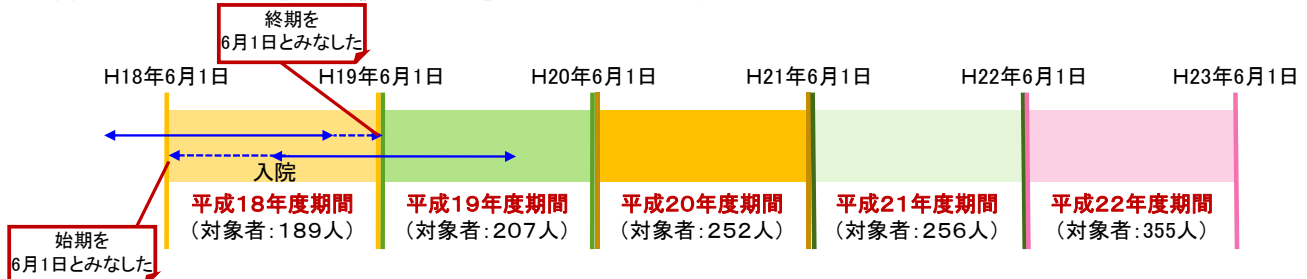 終期を
6月1日とみなした
H18年6月1日
H19年6月1日
H20年6月1日
H21年6月1日
H22年6月1日
H23年6月1日
入院
平成18年度期間
(対象者:189人)
平成19年度期間
(対象者:207人)
平成20年度期間
(対象者:252人)
平成21年度期間
(対象者:256人)
平成22年度期間
(対象者:355人)
始期を
6月1日とみなした